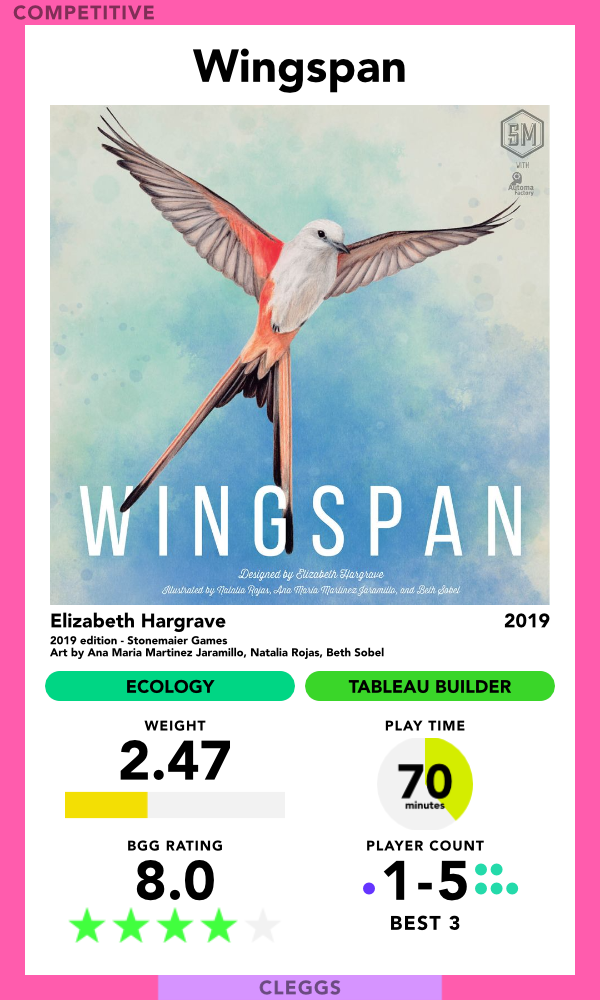 COMPETITIVE
Wingspan
SM
WITH
Automa
Factory
WINGSPAN
Designed by Elizabeth Hargrave
Illustrated by Natalia Rojas, Ana Maria Martinez Jaramillo, and Beth Sobel
Elizabeth Hargrave 2019
2019 edition - Stonemaier Games
Art by Ana Maria Martinez Jaramillo, Natalia Rojas, Beth Sobel
ECOLOGY TABLEAU BUILDER
WEIGHT PLAY TIME
2.47 70
minutes
BGG RATING PLAYER COUNT
8.0 1-5
BEST 3
CLEGGS